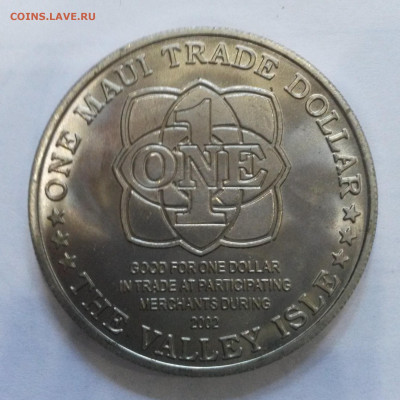 COINS.LAVE.RU
ONE MAUI TRADE DOLLAR
1
ONE
GOOD FOR ONE DOLLAR
IN TRADE AT PARTICIPATING
MERCHANTS DURING
2002
THE VALLEY ISLE